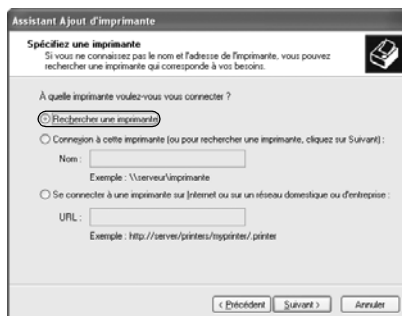 Assistant Ajout d'imprimante
Spécifiez une imprimante
Si vous ne connaissez pas le nom et l'adresse de l'imprimante, vous pouvez
rechercher une imprimante qui corresponde à vos besoins.
À quelle imprimante voulez-vous vous connecter ?
Rechercher une imprimante
Connexion à cette imprimante (ou pour rechercher une imprimante, cliquez sur Suivant) :
Nom :
Exemple : \\serveur\imprimante
Se connecter à une imprimante sur Internet ou sur un réseau domestique ou d'entreprise :
URL :
Exemple : http://server/printers/myprinter/.printer
< Précédent Suivant > Annuler